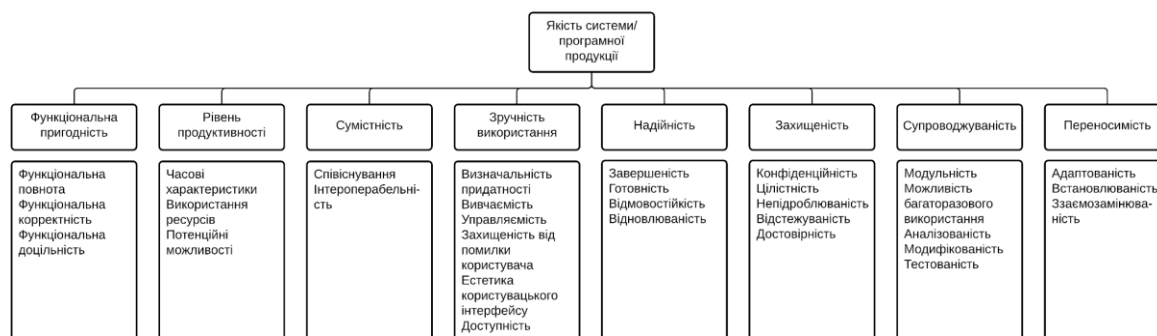 Якість системи/
програмної
продукції
Функціональна
пригодність
Рівень
продуктивності
Сумістність
Зручність
використання
Надійність
Захищеність
Супроводжуваність
Переносимість
Функціональна
повнота
Функціональна
корректність
Функціональна
доцільність
Часові
характеристики
Використання
ресурсів
Потенційні
можливості
Співіснування
Інтероперабельні-
сть
Визначальність
придатності
Вивчаємість
Управляємість
Захищеність від
помилки
користувача
Естетика
користувацького
інтерфейсу
Доступність
Завершеність
Готовність
Відмовостійкість
Відновлюваність
Конфіденційність
Цілістність
Непідроблюваність
Відстежуваність
Достовірність
Модульність
Можливість
багаторазового
використання
Аналізованість
Модифікованість
Тестованість
Адаптованість
Встановлюваність
Ззаємозамінюва-
ність